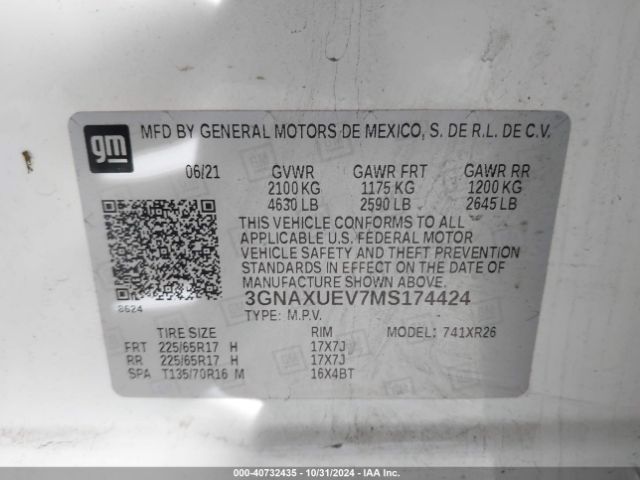 gm
MFD BY GENERAL MOTORS DE MEXICO, S. DE R.L. DE C.V.
06/21 GVWR GAWR FRT GAWR RR
2100 KG 1175 KG 1200 KG
4630 LB 2590 LB 2645 LB
THIS VEHICLE CONFORMS TO ALL
APPLICABLE U.S. FEDERAL MOTOR
VEHICLE SAFETY AND THEFT PREVENTION
STANDARDS IN EFFECT ON THE DATE OF
MANUFACTURE SHOWN ABOVE.
3GNAXUEV7MS174424
8624
TYPE: M.P.V.
TIRE SIZE RIM MODEL: 741XR26
FRT 225/65R17 H 17X7J
RR 225/65R17 H 17X7J
SPA T135/70R16 M 16X4BT
000-40732435 - 10/31/2024 - IAAI.com